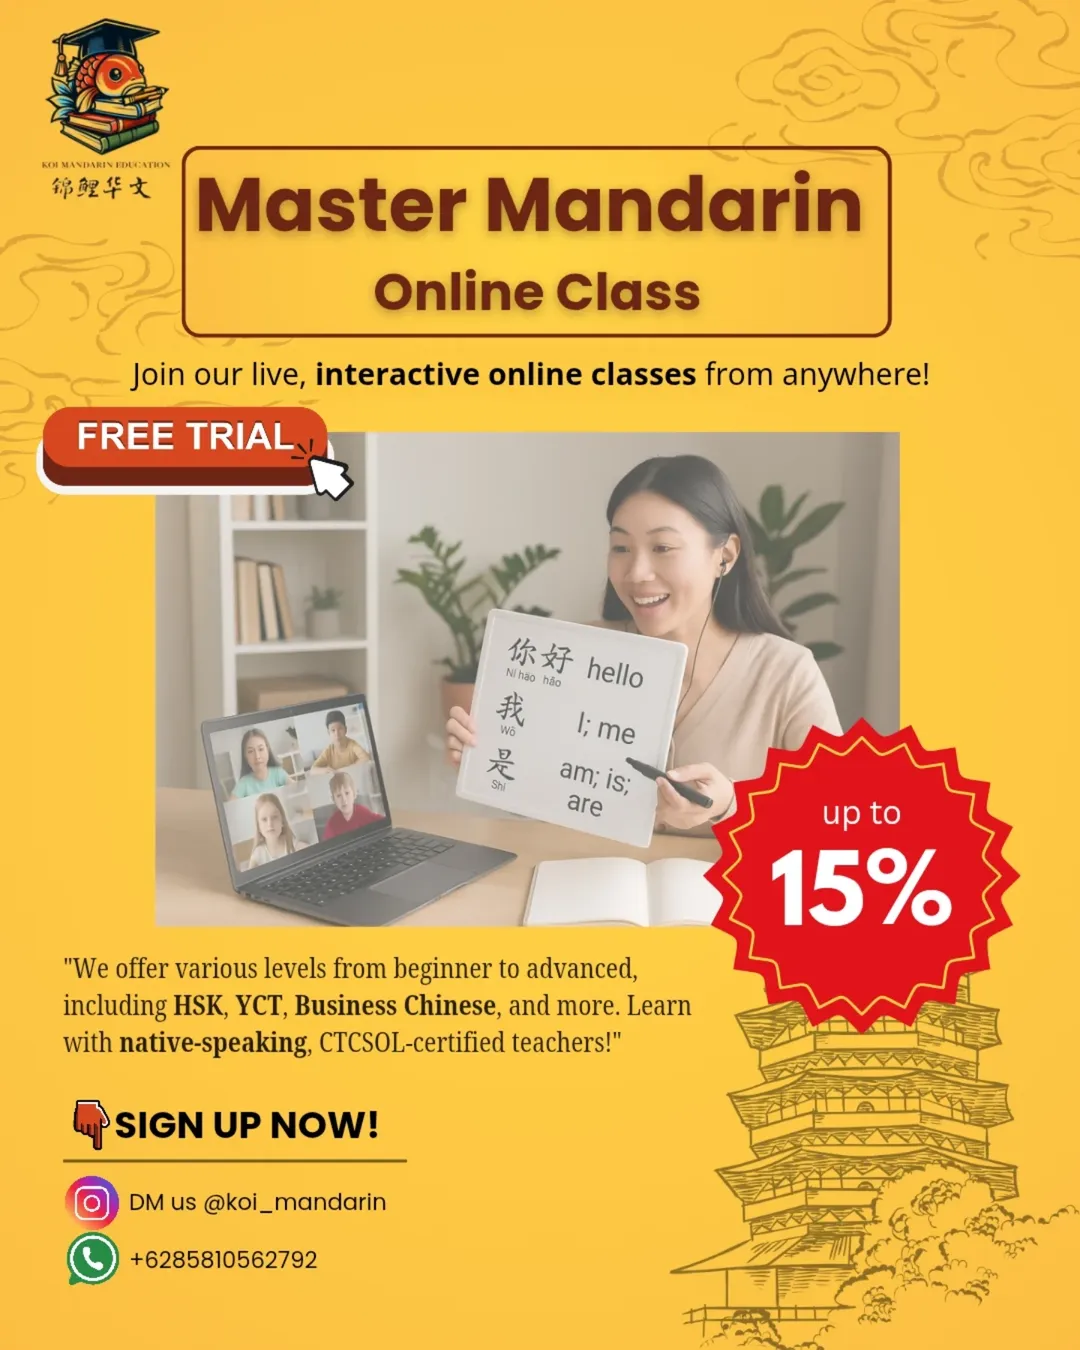 KOI MANDARIN EDUCATION
锦鲤华文
Master Mandarin
Online Class
Join our live, interactive online classes from anywhere!
FREE TRIAL
你好 hello
Nǐ hǎo hǎo
我 I; me
Wǒ
是 am; is;
are
Shì
up to
15%
"We offer various levels from beginner to advanced,
including HSK, YCT, Business Chinese, and more. Learn
with native-speaking, CTCSOL-certified teachers!"
SIGN UP NOW!
DM us @koi_mandarin
+6285810562792